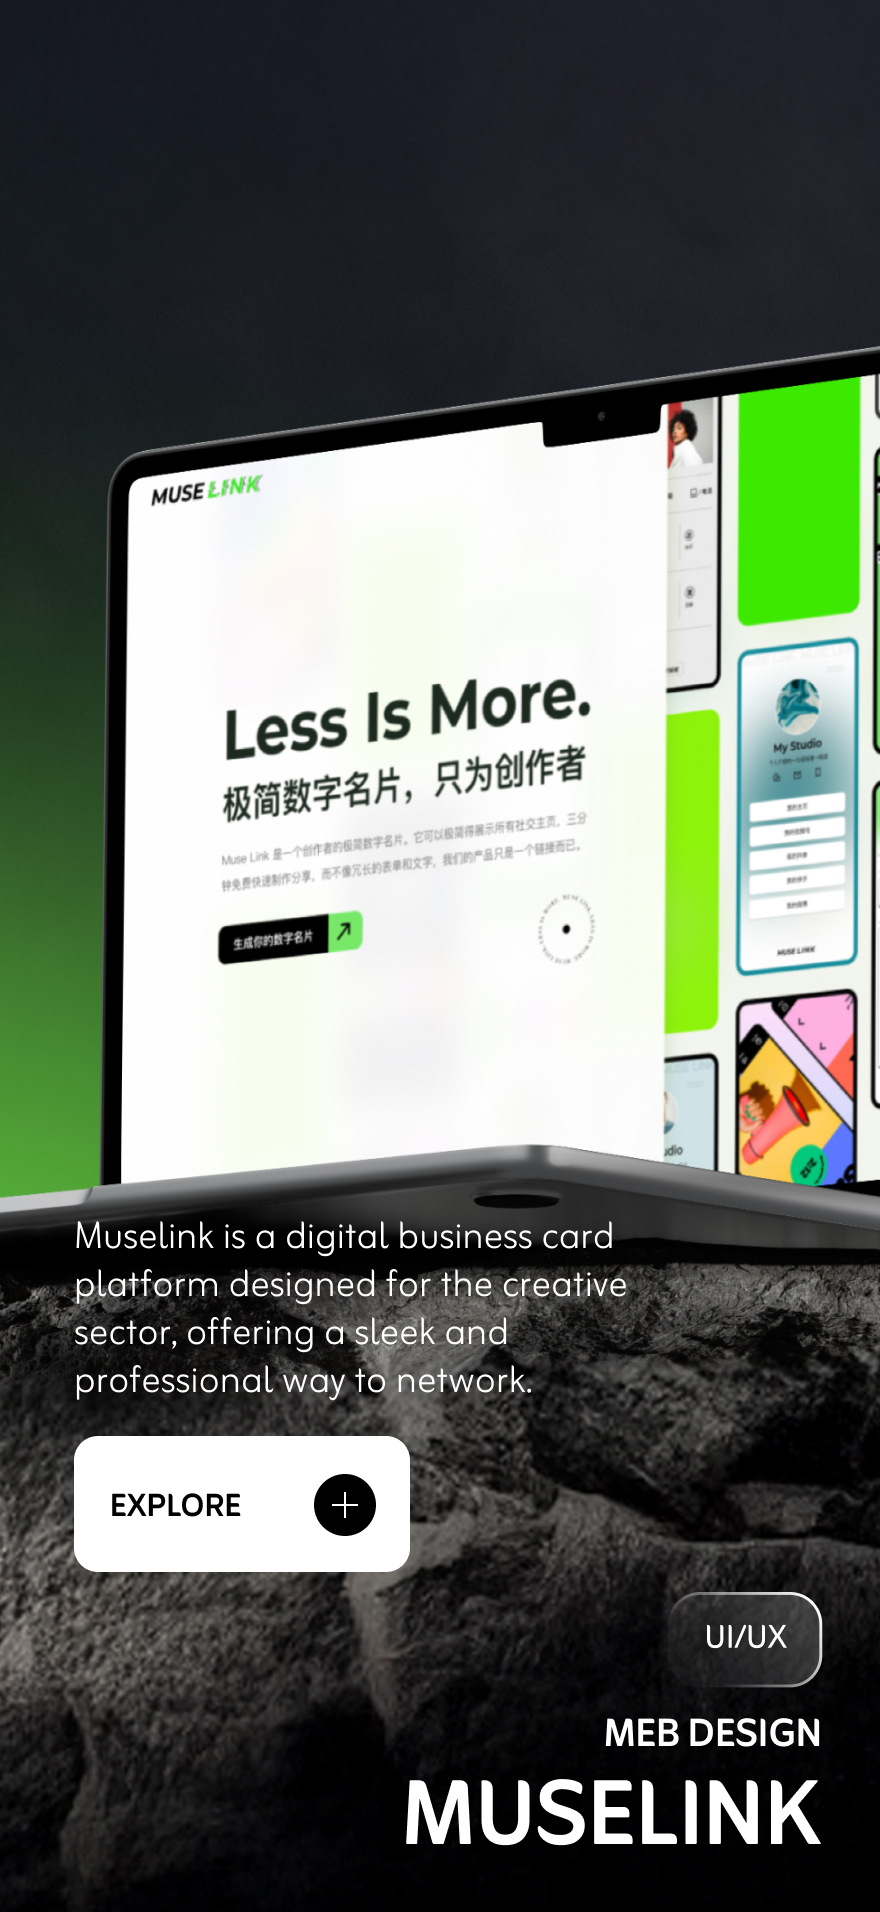 MUSE LINK
Less Is More.
极简数字名片，只为创作者
Muse Link 是一个创作者的极简数字名片。它可以极简得展示所有社交主页，三分
钟免费快速制作分享，而不像冗长的表单和文字，我们的产品只是一个链接而已。
生成你的数字名片
My Studio
MUSE LINK
Muselink is a digital business card
platform designed for the creative
sector, offering a sleek and
professional way to network.
EXPLORE
UI/UX
MEB DESIGN
MUSELINK